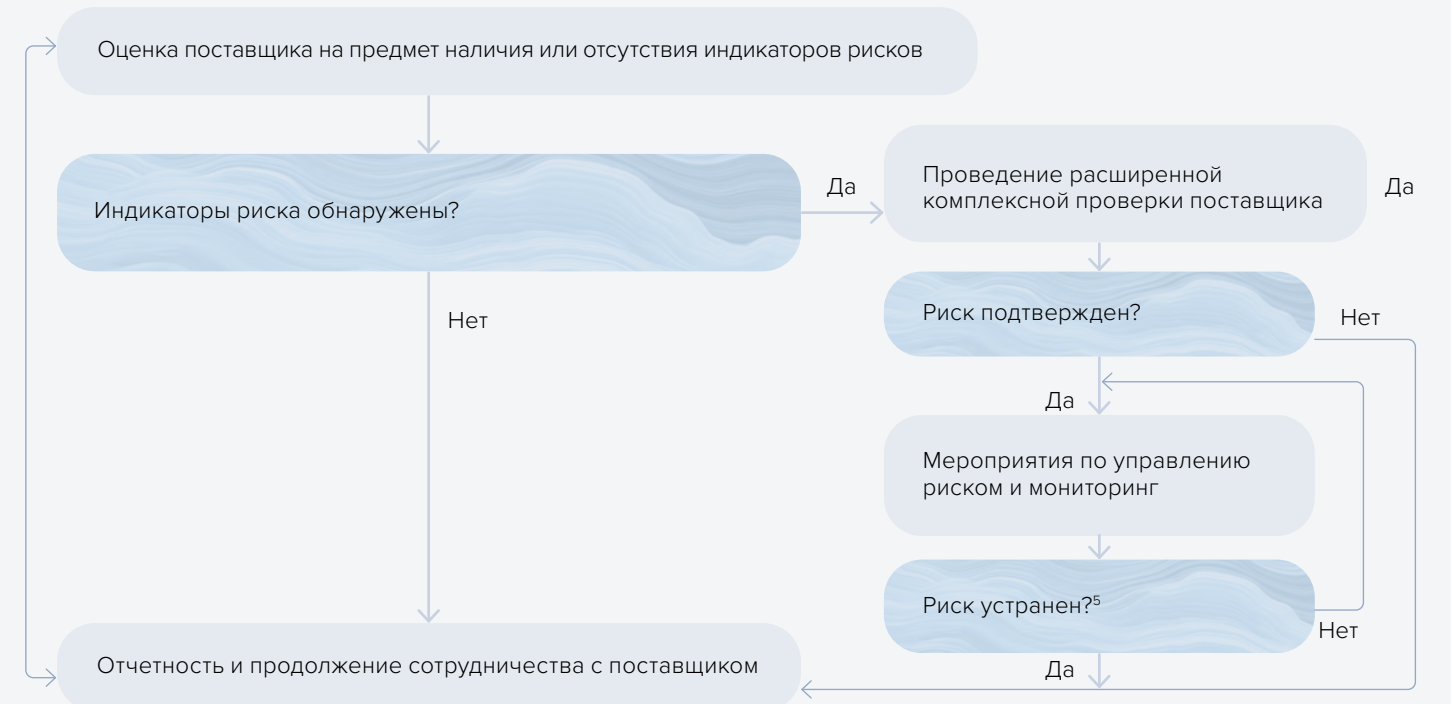 Оценка поставщика на предмет наличия или отсутствия индикаторов рисков
Индикаторы риска обнаружены?
Да
Проведение расширенной
комплексной проверки поставщика
Да
Риск подтвержден?
Нет
Нет
Да
Мероприятия по управлению
риском и мониторинг
Риск устранен?⁵
Нет
Да
Отчетность и продолжение сотрудничества с поставщиком